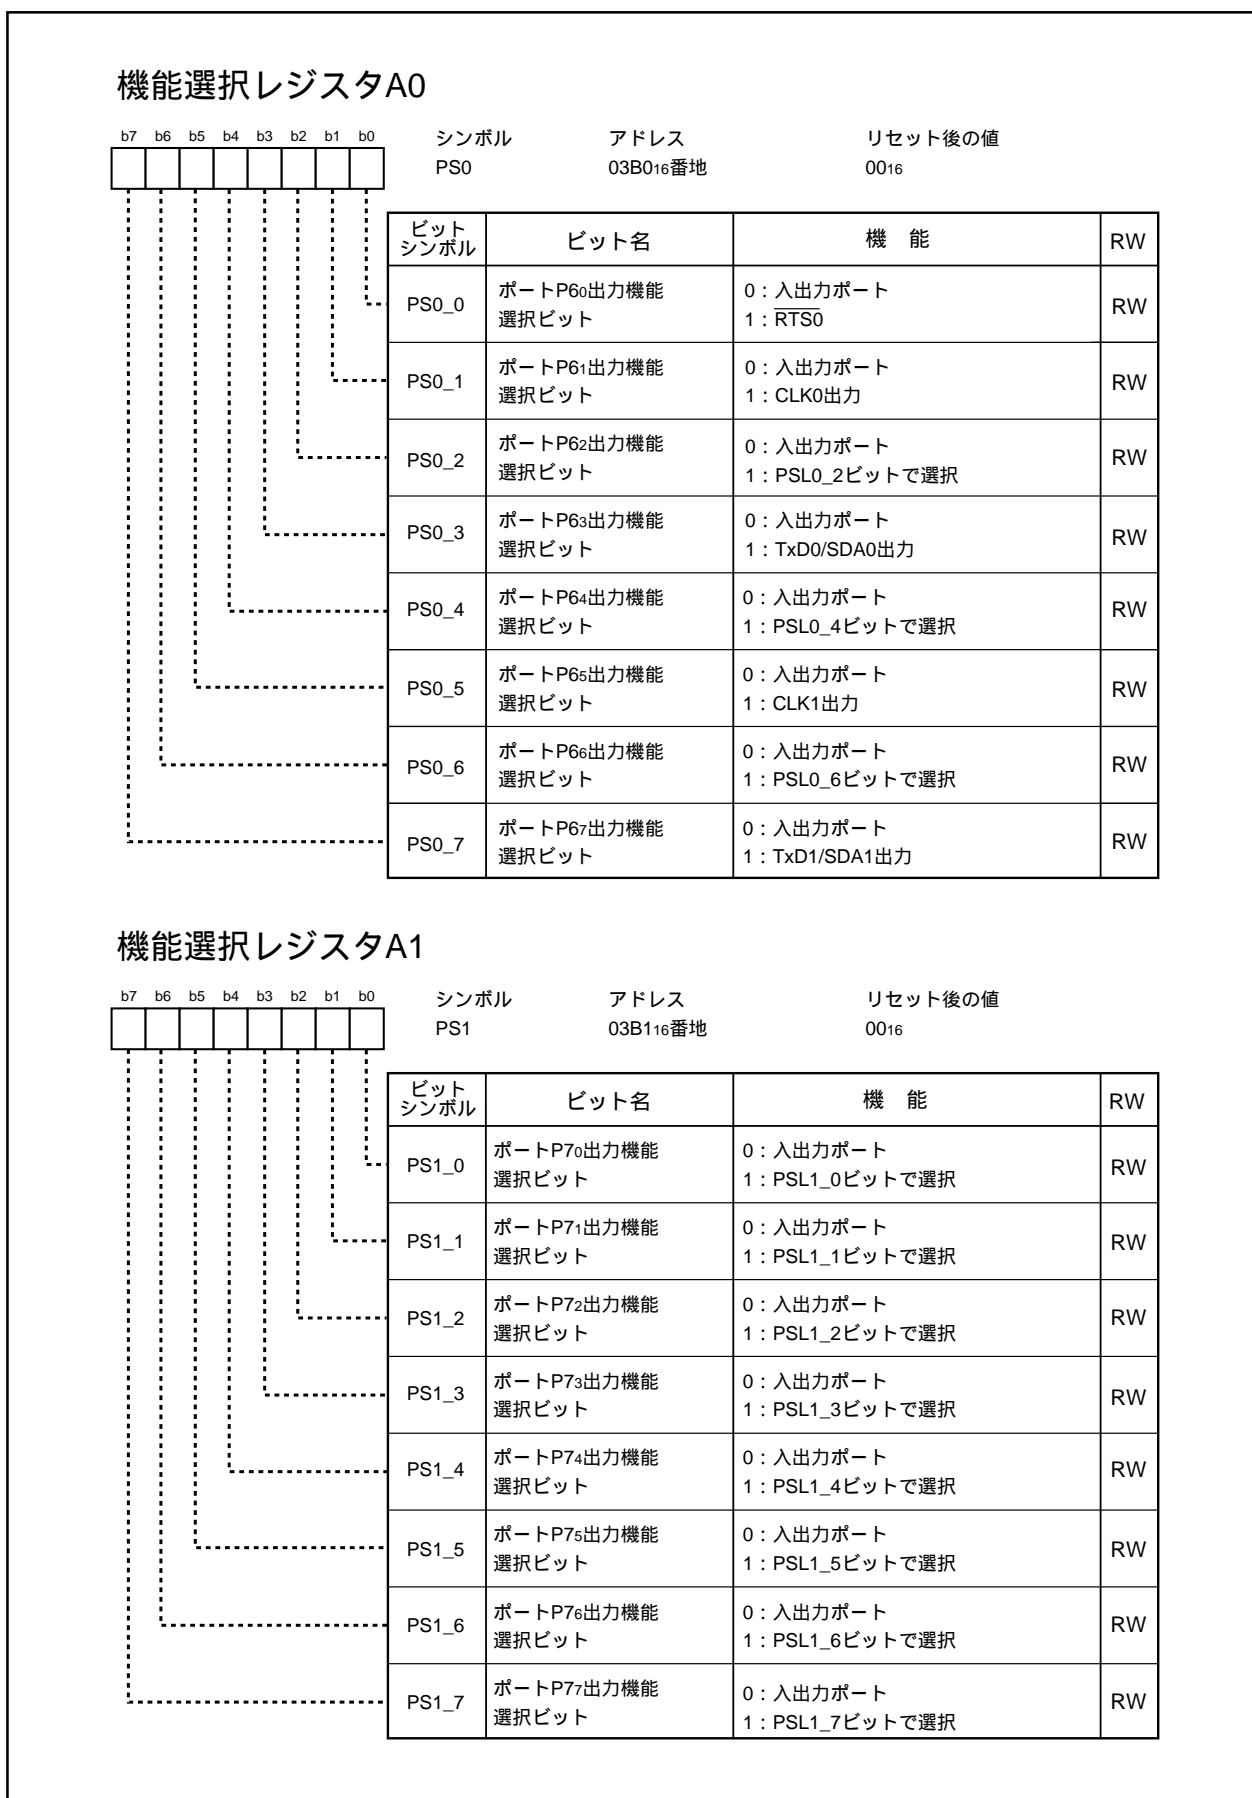 機能選択レジスタA0
b7 b6 b5 b4 b3 b2 b1 b0
シンボル アドレス リセット後の値
PS0 03B016番地 0016
ビット
シンボル ビット名 機 能 RW
PS0_0 ポートP60出力機能 0：入出力ポート RW
選択ビット 1：RTS0
PS0_1 ポートP61出力機能 0：入出力ポート RW
選択ビット 1：CLK0出力
PS0_2 ポートP62出力機能 0：入出力ポート RW
選択ビット 1：PSL0_2ビットで選択
PS0_3 ポートP63出力機能 0：入出力ポート RW
選択ビット 1：TxD0/SDA0出力
PS0_4 ポートP64出力機能 0：入出力ポート RW
選択ビット 1：PSL0_4ビットで選択
PS0_5 ポートP65出力機能 0：入出力ポート RW
選択ビット 1：CLK1出力
PS0_6 ポートP66出力機能 0：入出力ポート RW
選択ビット 1：PSL0_6ビットで選択
PS0_7 ポートP67出力機能 0：入出力ポート RW
選択ビット 1：TxD1/SDA1出力
機能選択レジスタA1
b7 b6 b5 b4 b3 b2 b1 b0
シンボル アドレス リセット後の値
PS1 03B116番地 0016
ビット
シンボル ビット名 機 能 RW
PS1_0 ポートP70出力機能 0：入出力ポート RW
選択ビット 1：PSL1_0ビットで選択
PS1_1 ポートP71出力機能 0：入出力ポート RW
選択ビット 1：PSL1_1ビットで選択
PS1_2 ポートP72出力機能 0：入出力ポート RW
選択ビット 1：PSL1_2ビットで選択
PS1_3 ポートP73出力機能 0：入出力ポート RW
選択ビット 1：PSL1_3ビットで選択
PS1_4 ポートP74出力機能 0：入出力ポート RW
選択ビット 1：PSL1_4ビットで選択
PS1_5 ポートP75出力機能 0：入出力ポート RW
選択ビット 1：PSL1_5ビットで選択
PS1_6 ポートP76出力機能 0：入出力ポート RW
選択ビット 1：PSL1_6ビットで選択
PS1_7 ポートP77出力機能 0：入出力ポート RW
選択ビット 1：PSL1_7ビットで選択